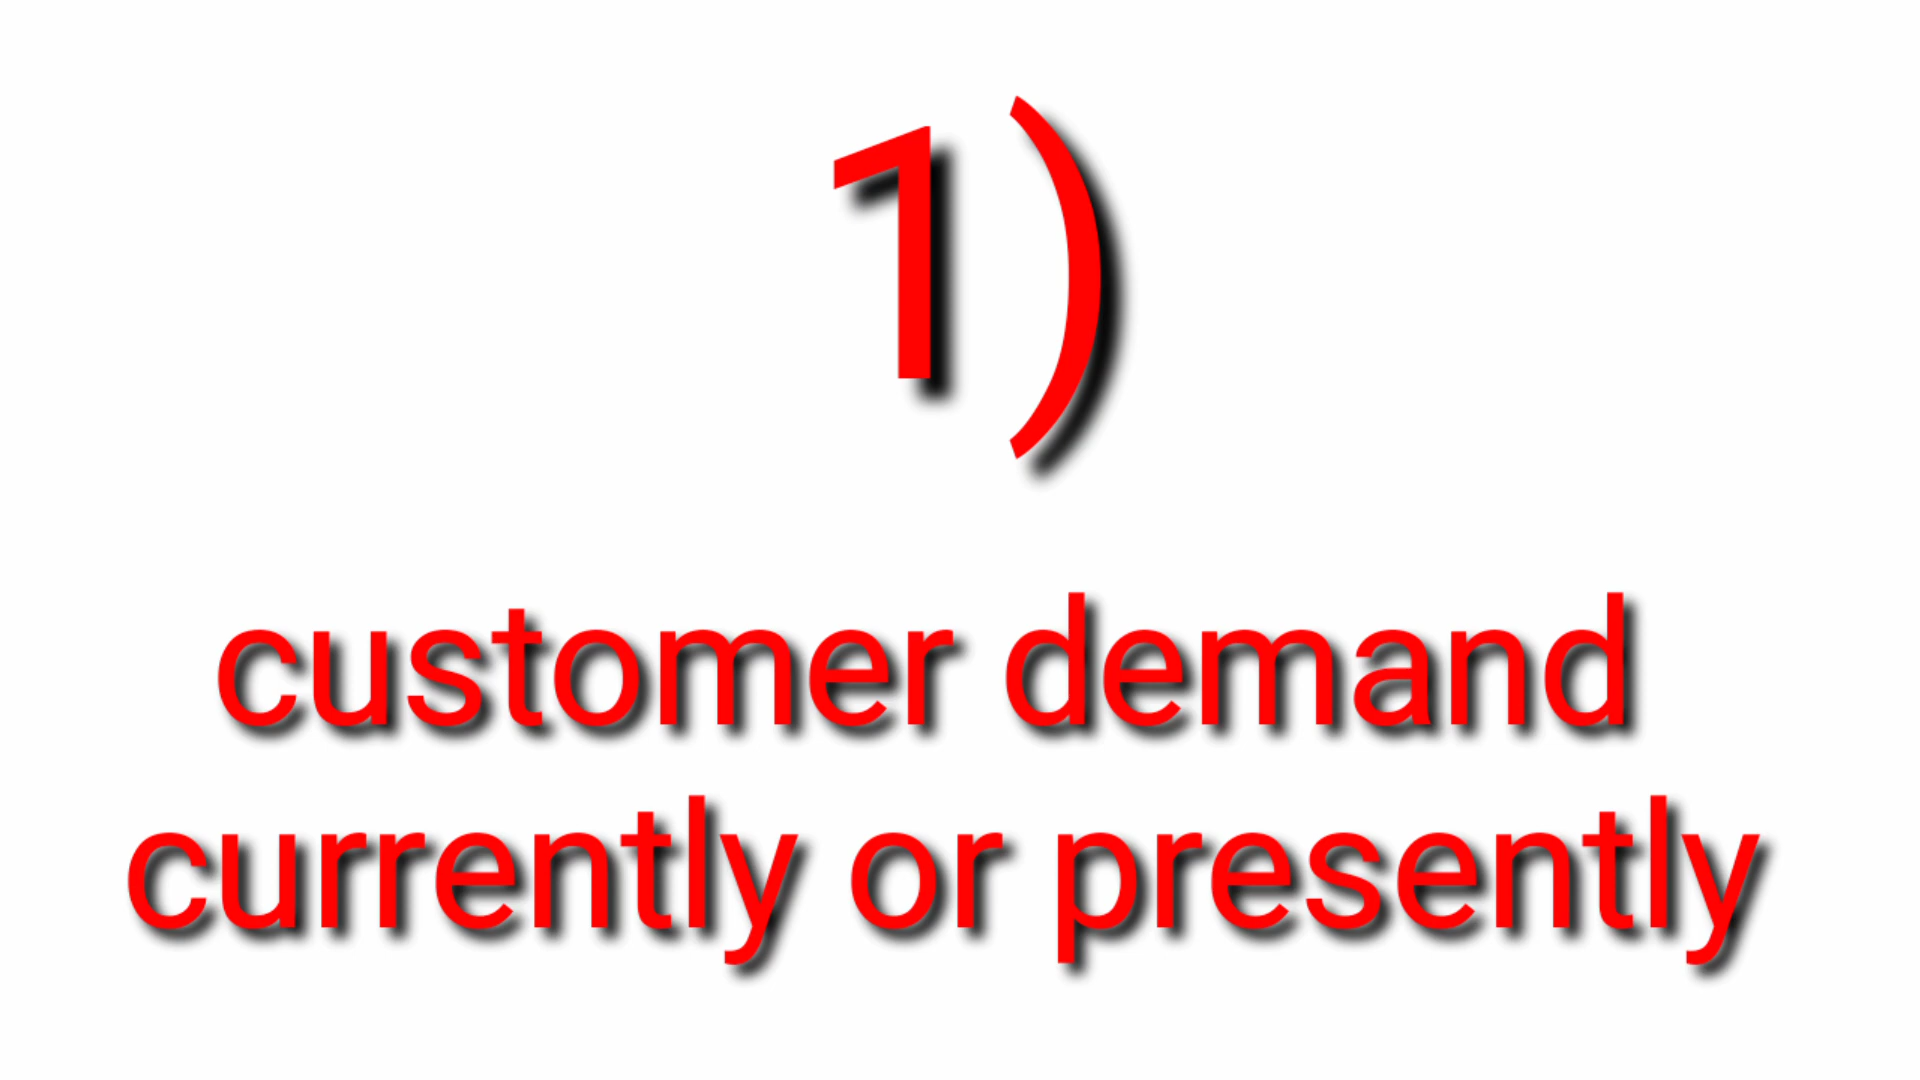 1)
customer demand
currently or presently